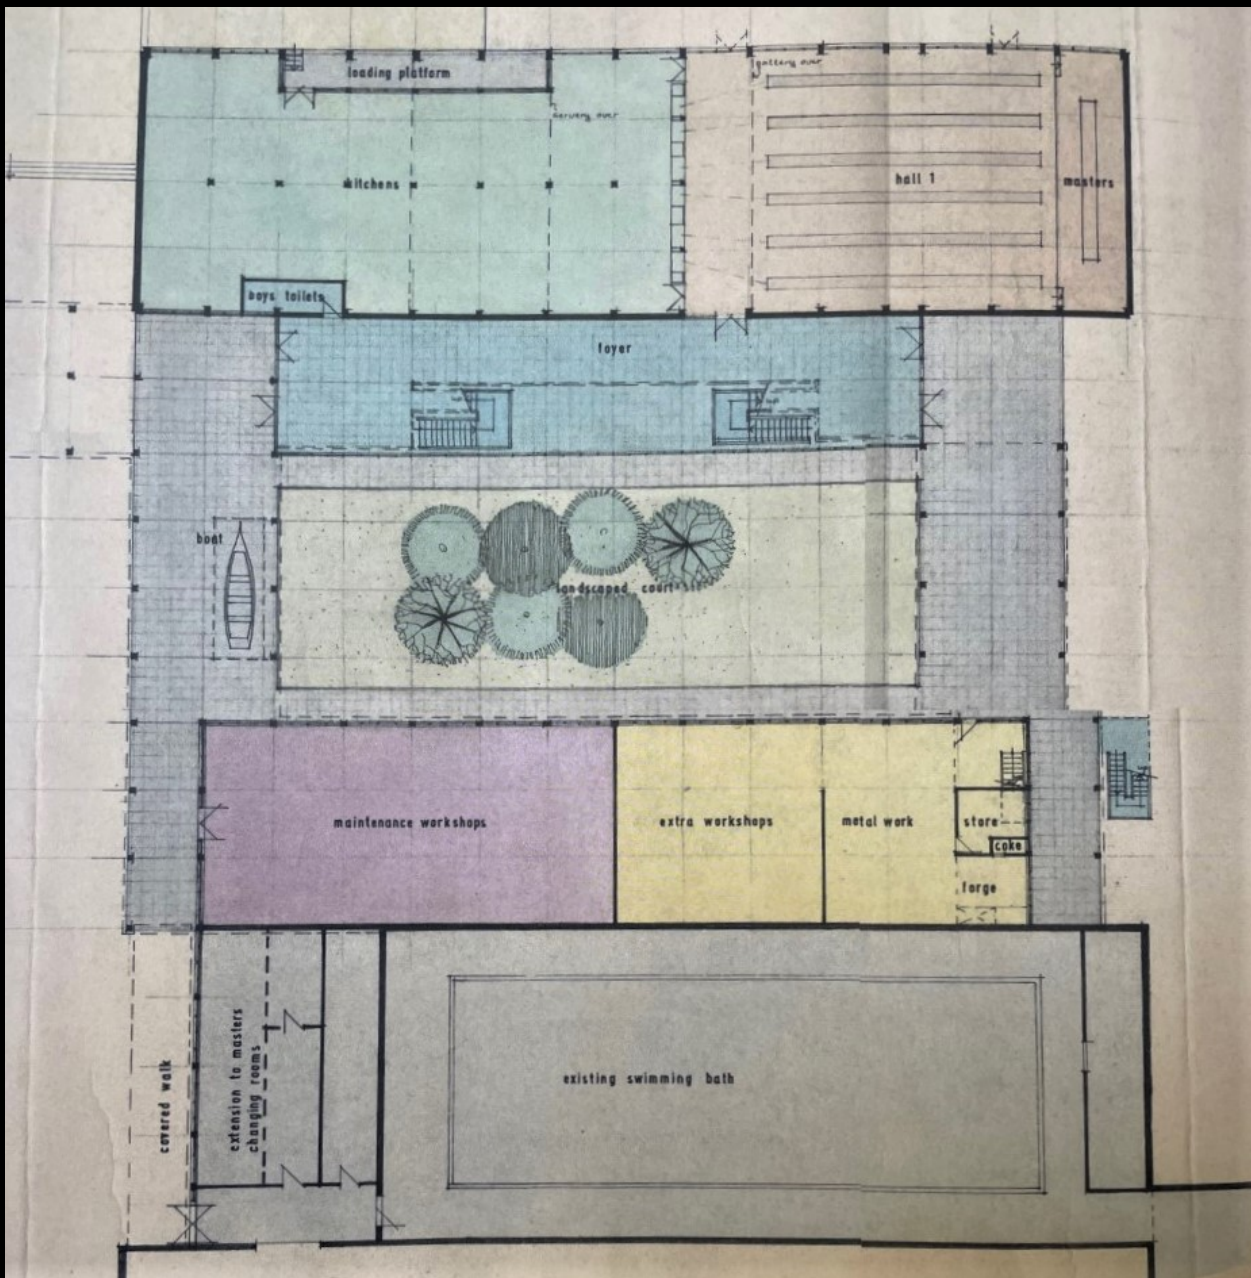 loading platform
gallery over
servery over
kitchens
hall 1
masters
boys toilets
foyer
boat
landscaped court
maintenance workshops
extra workshops
metal work
store
coke
forge
covered walk
extension to masters
changing rooms
existing swimming bath